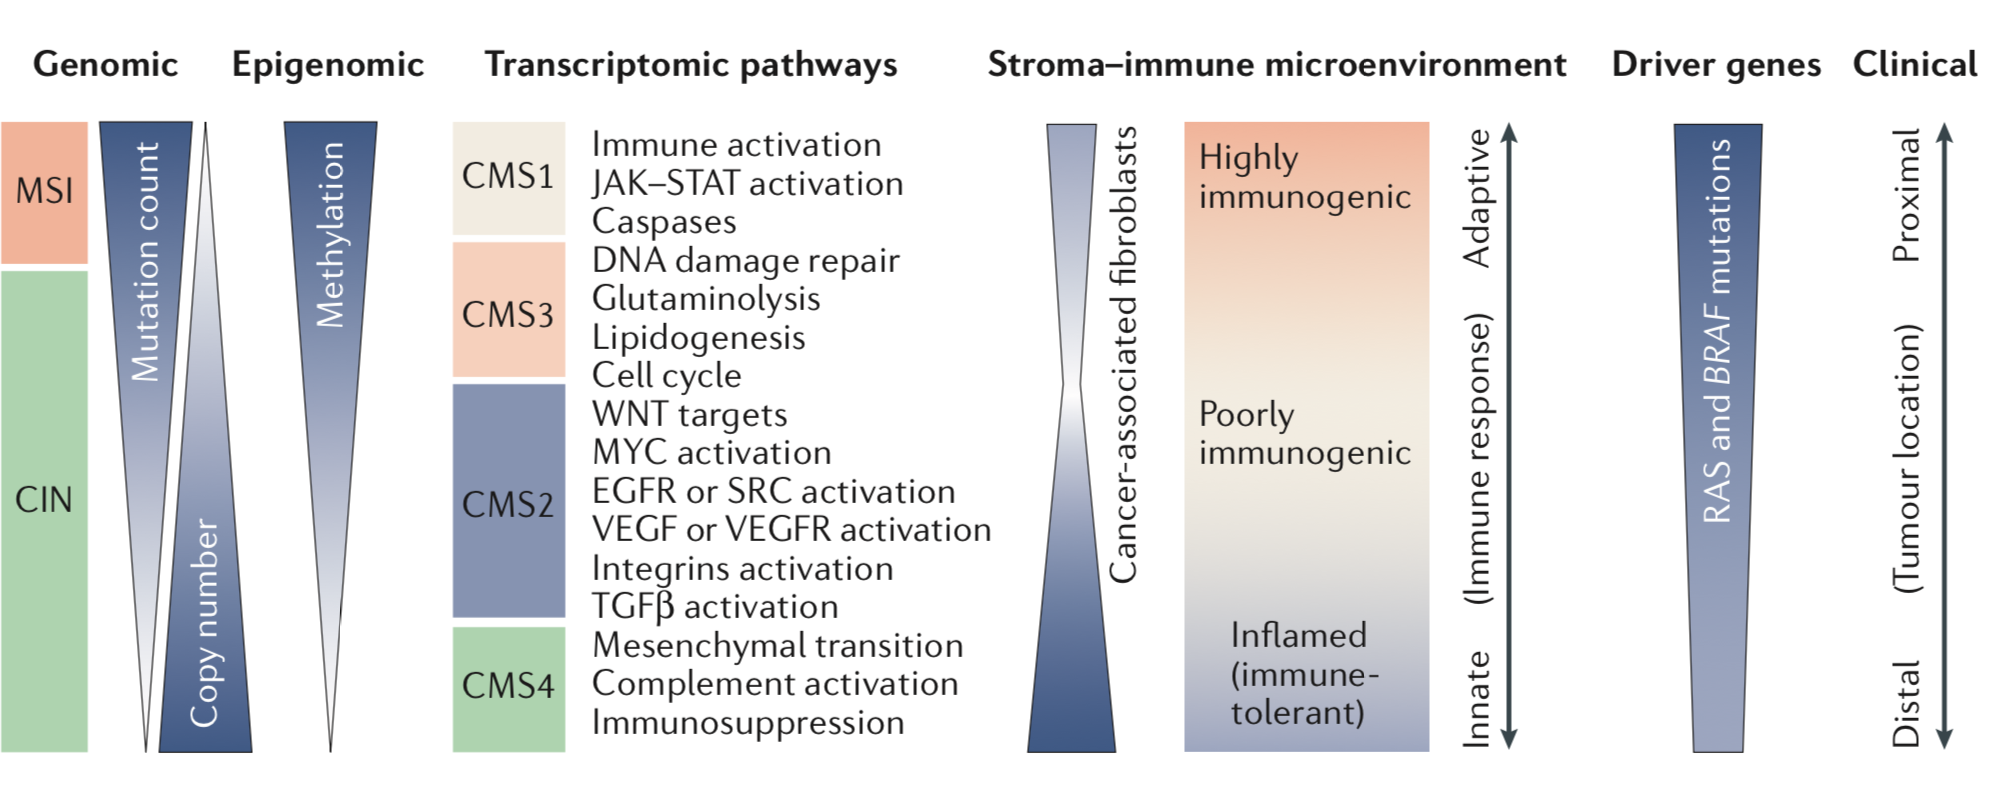 Genomic
Epigenomic
Transcriptomic pathways
Stroma–immune microenvironment
Driver genes
Clinical
MSI
CIN
Mutation count
Copy number
Methylation
CMS1
CMS3
CMS2
CMS4
Immune activation
JAK–STAT activation
Caspases
DNA damage repair
Glutaminolysis
Lipidogenesis
Cell cycle
WNT targets
MYC activation
EGFR or SRC activation
VEGF or VEGFR activation
Integrins activation
TGFβ activation
Mesenchymal transition
Complement activation
Immunosuppression
Cancer-associated fibroblasts
Highly
immunogenic
Poorly
immunogenic
Inflamed
(immune-
tolerant)
Innate (Immune response) Adaptive
RAS and BRAF mutations
Distal (Tumour location) Proximal